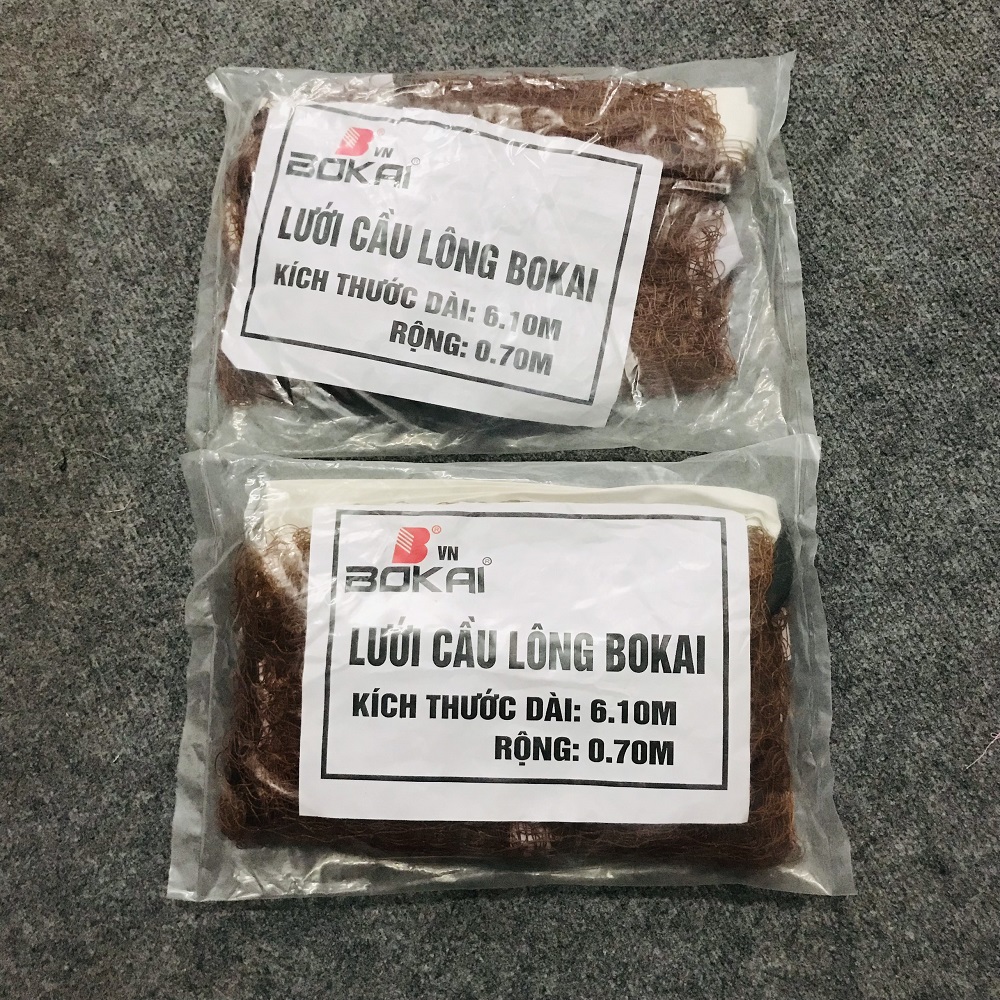 B VN
BOKAI®
LƯỚI CẦU LÔNG BOKAI
KÍCH THƯỚC DÀI: 6.10M
RỘNG: 0.70M
B® VN
BOKAI®
LƯỚI CẦU LÔNG BOKAI
KÍCH THƯỚC DÀI: 6.10M
RỘNG: 0.70M